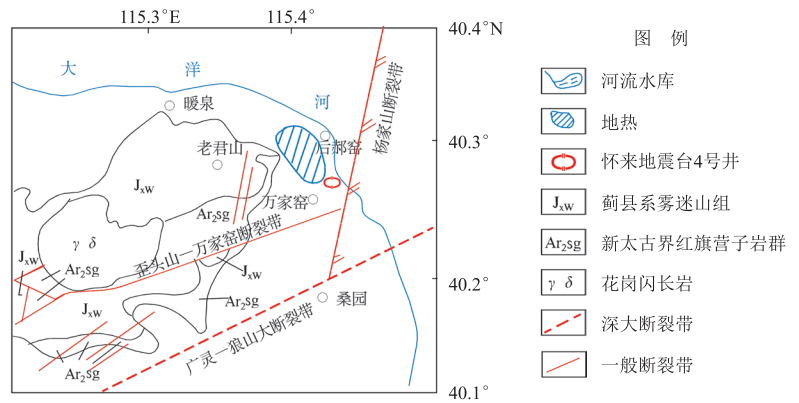 115.3°E
115.4°
40.4°N
40.3°
40.2°
40.1°
大洋河
暖泉
老君山
后郝窑
杨家山断裂带
Jxw
Ar2sg
万家窑
γ δ
Jxw
Ar2sg
歪头山—万家窑断裂带
Jxw
Jxw
Ar2sg
桑园
广灵—狼山大断裂带
Ar2sg
图 例
河流水库
地热
怀来地震台4号井
Jxw
蓟县系雾迷山组
Ar2sg
新太古界红旗营子岩群
γ δ
花岗闪长岩
深大断裂带
一般断裂带